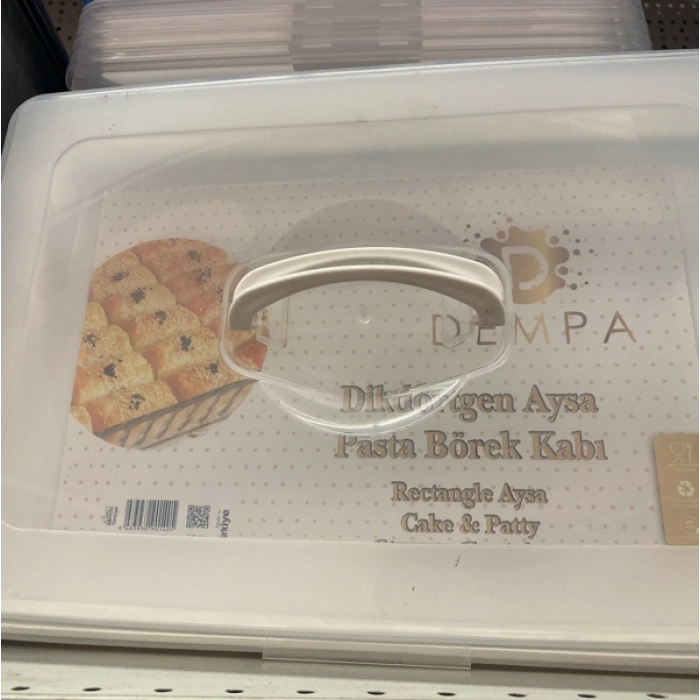 D
DEMPA
Dikdörtgen Aysa
Pasta Börek Kabı
Rectangle Aysa
Cake & Patty